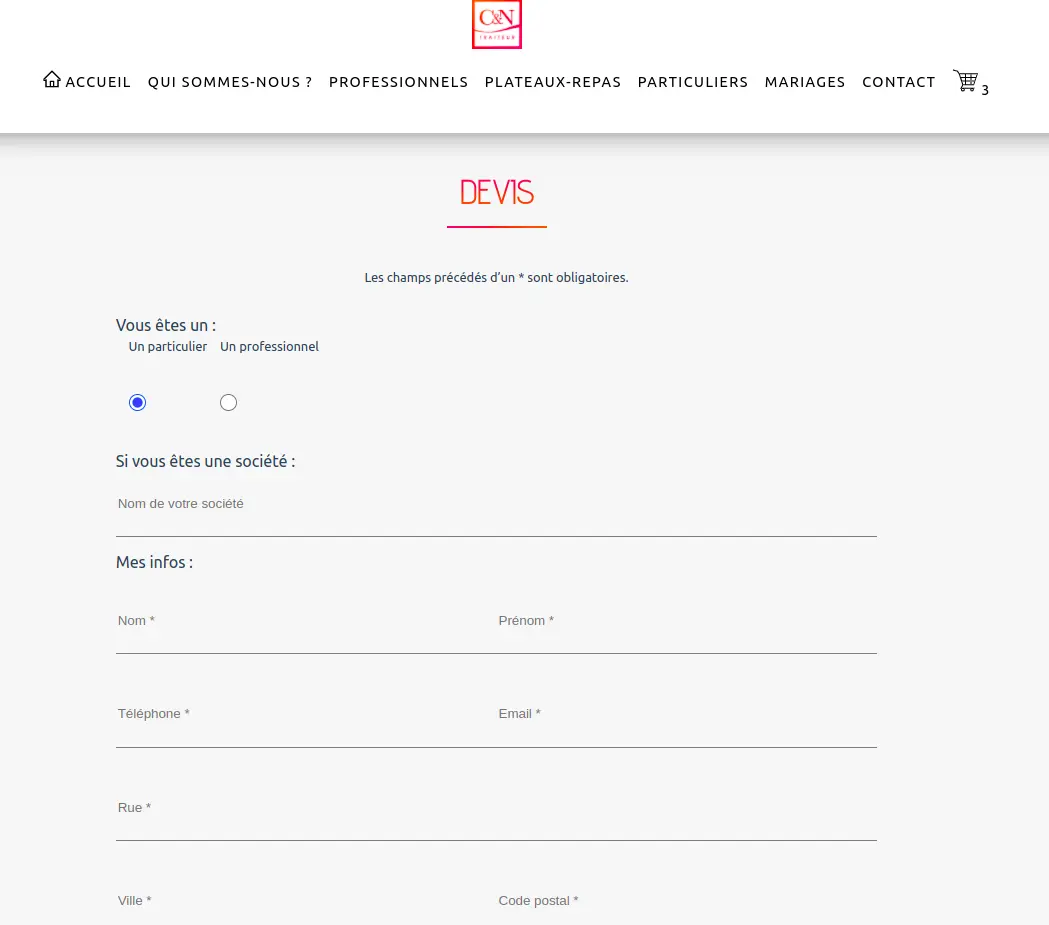 C&N
TRAITEUR
ACCUEIL QUI SOMMES-NOUS ? PROFESSIONNELS PLATEAUX-REPAS PARTICULIERS MARIAGES CONTACT 3
DEVIS
Les champs précédés d'un * sont obligatoires.
Vous êtes un :
Un particulier Un professionnel
Si vous êtes une société :
Nom de votre société
Mes infos :
Nom * Prénom *
Téléphone * Email *
Rue *
Ville * Code postal *